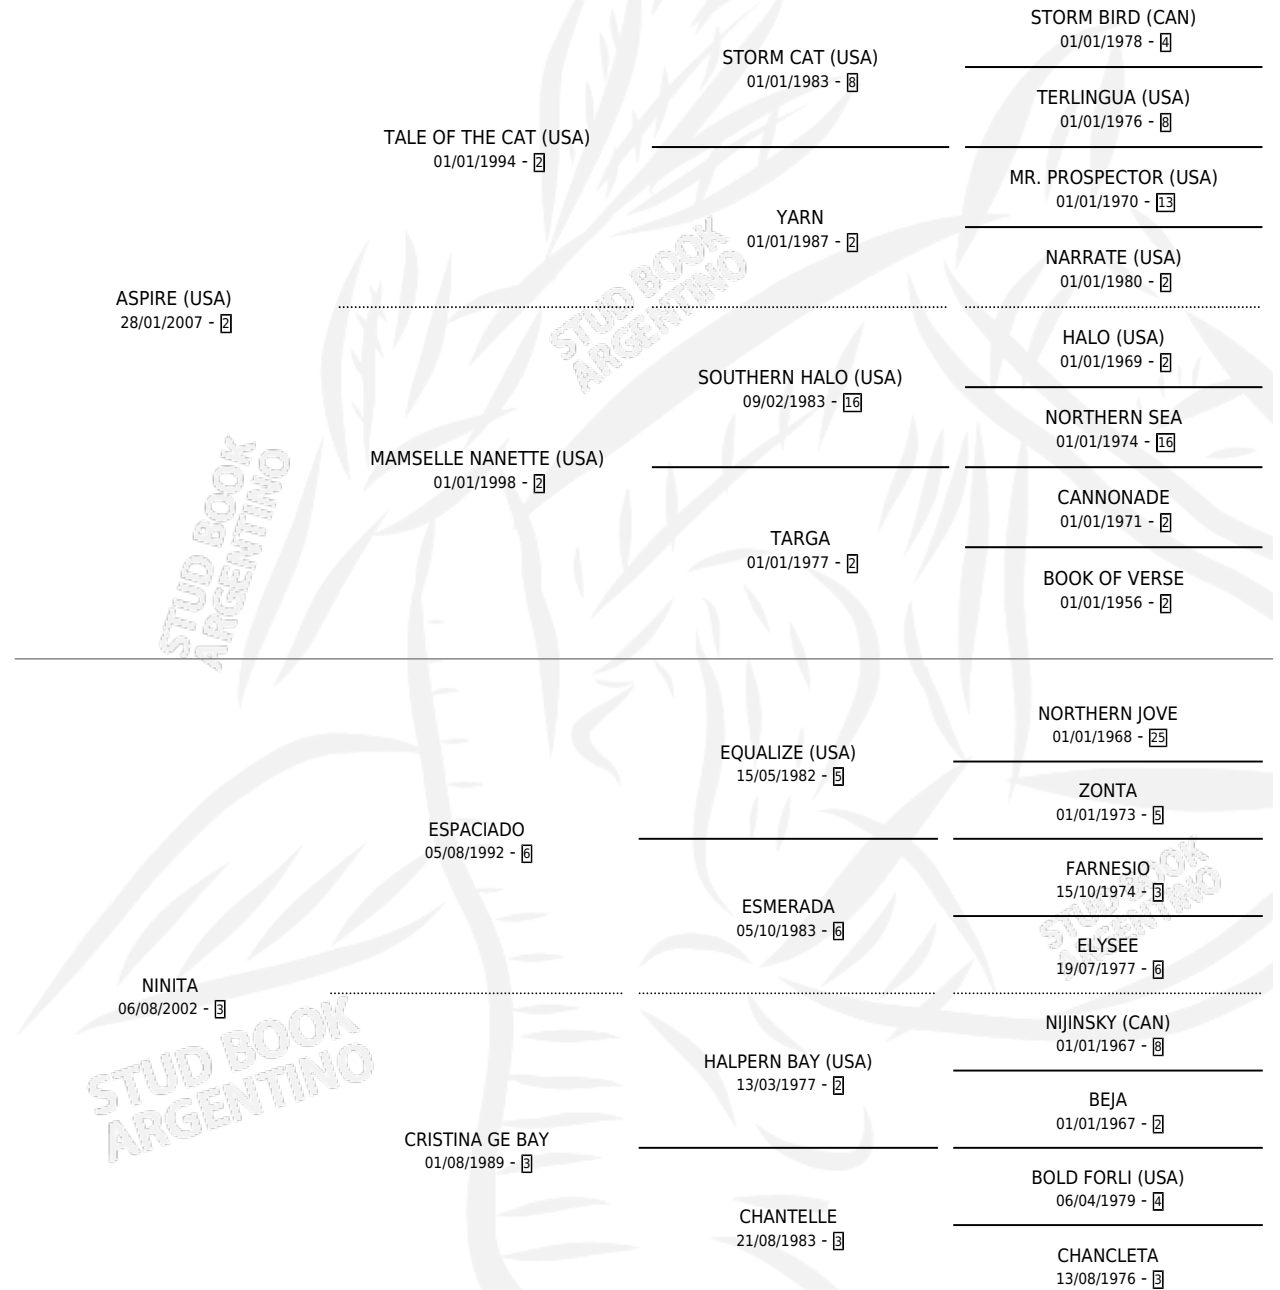 STORM BIRD (CAN)
01/01/1978 - 4
STORM CAT (USA)
01/01/1983 - 8
TERLINGUA (USA)
01/01/1976 - 8
TALE OF THE CAT (USA)
01/01/1994 - 2
MR. PROSPECTOR (USA)
01/01/1970 - 13
YARN
01/01/1987 - 2
NARRATE (USA)
01/01/1980 - 2
ASPIRE (USA)
28/01/2007 - 2
STUD BOOK
ARGENTINO
HALO (USA)
01/01/1969 - 2
SOUTHERN HALO (USA)
09/02/1983 - 16
NORTHERN SEA
01/01/1974 - 16
MAMSELLE NANETTE (USA)
01/01/1998 - 2
CANNONADE
01/01/1971 - 2
TARGA
01/01/1977 - 2
BOOK OF VERSE
01/01/1956 - 2
STUD BOOK
ARGENTINO
NORTHERN JOVE
01/01/1968 - 25
EQUALIZE (USA)
15/05/1982 - 5
ZONTA
01/01/1973 - 5
ESPACIADO
05/08/1992 - 6
FARNESIO
15/10/1974 - 3
ESMERADA
05/10/1983 - 6
STUD BOOK
ARGENTINO
ELYSEE
19/07/1977 - 6
NINITA
06/08/2002 - 3
STUD BOOK
ARGENTINO
NIJINSKY (CAN)
01/01/1967 - 8
HALPERN BAY (USA)
13/03/1977 - 2
BEJA
01/01/1967 - 2
CRISTINA GE BAY
01/08/1989 - 3
BOLD FORLI (USA)
06/04/1979 - 4
CHANTELLE
21/08/1983 - 3
CHANCLETA
13/08/1976 - 3